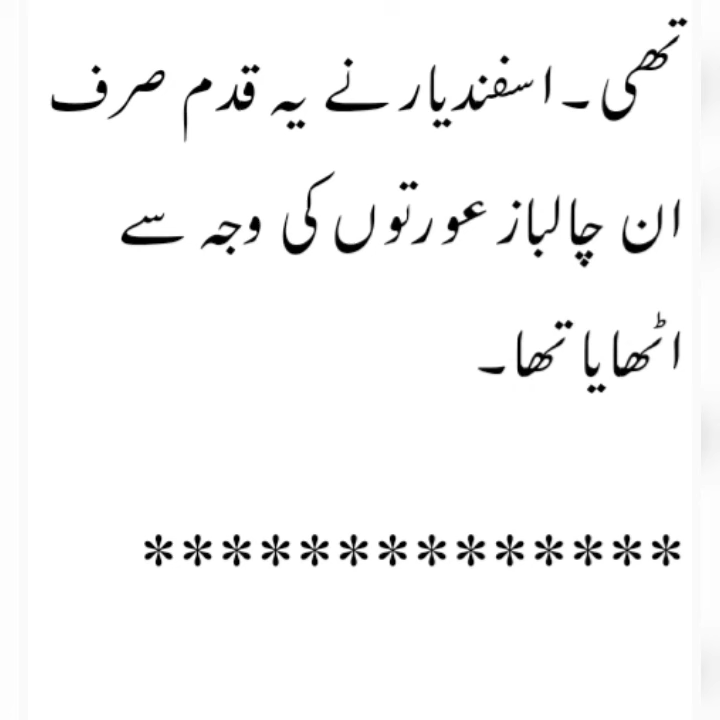 تھی۔اسفندیار نے یہ قدم صرف
ان چالباز عورتوں کی وجہ سے
اٹھایا تھا۔
**************